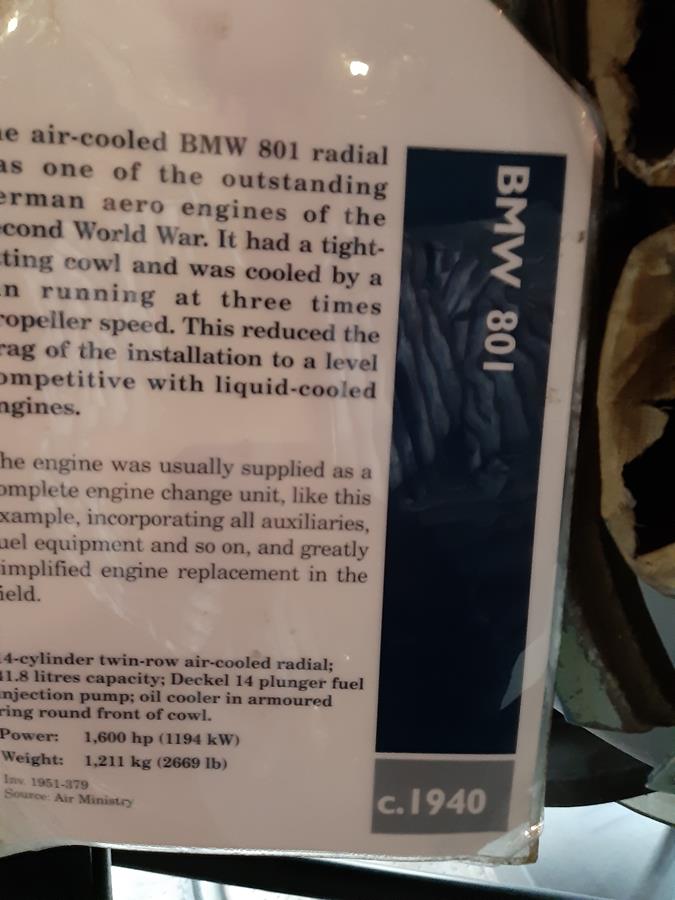 e air-cooled BMW 801 radial
as one of the outstanding
erman aero engines of the
cond World War. It had a tight-
ting cowl and was cooled by a
n running at three times
ropeller speed. This reduced the
rag of the installation to a level
ompetitive with liquid-cooled
ngines.
he engine was usually supplied as a
omplete engine change unit, like this
xample, incorporating all auxiliaries,
uel equipment and so on, and greatly
implified engine replacement in the
ield.
4-cylinder twin-row air-cooled radial;
41.8 litres capacity; Deckel 14 plunger fuel
njection pump; oil cooler in armoured
ring round front of cowl.
Power: 1,600 hp (1194 kW)
Weight: 1,211 kg (2669 lb)
Inv. 1951-379
Source: Air Ministry
BMW 801
c.1940